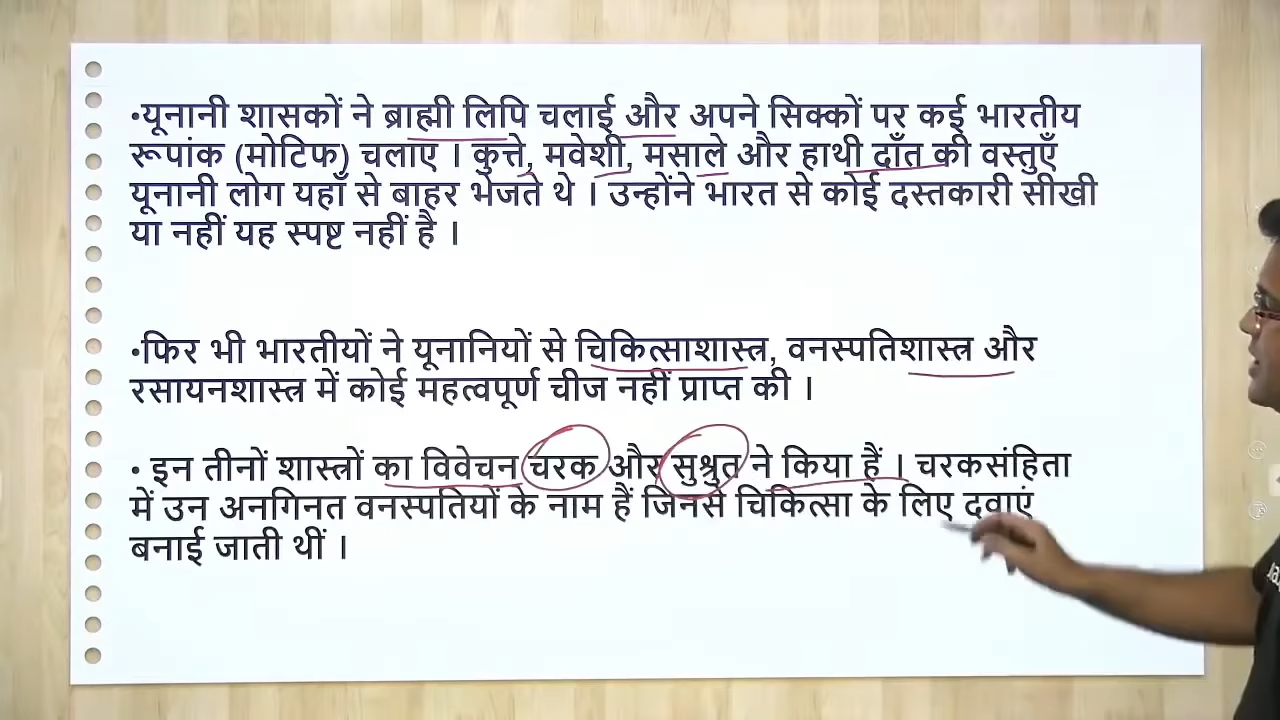 •यूनानी शासकों ने ब्राह्मी लिपि चलाई और अपने सिक्कों पर कई भारतीय
रूपांक (मोटिफ) चलाए । कुत्ते, मवेशी, मसाले और हाथी दाँत की वस्तुएँ
यूनानी लोग यहाँ से बाहर भेजते थे । उन्होंने भारत से कोई दस्तकारी सीखी
या नहीं यह स्पष्ट नहीं है ।
•फिर भी भारतीयों ने यूनानियों से चिकित्साशास्त्र, वनस्पतिशास्त्र और
रसायनशास्त्र में कोई महत्वपूर्ण चीज नहीं प्राप्त की ।
• इन तीनों शास्त्रों का विवेचन चरक और सुश्रुत ने किया हैं । चरकसंहिता
में उन अनगिनत वनस्पतियों के नाम हैं जिनसे चिकित्सा के लिए दवाएं
बनाई जाती थीं ।